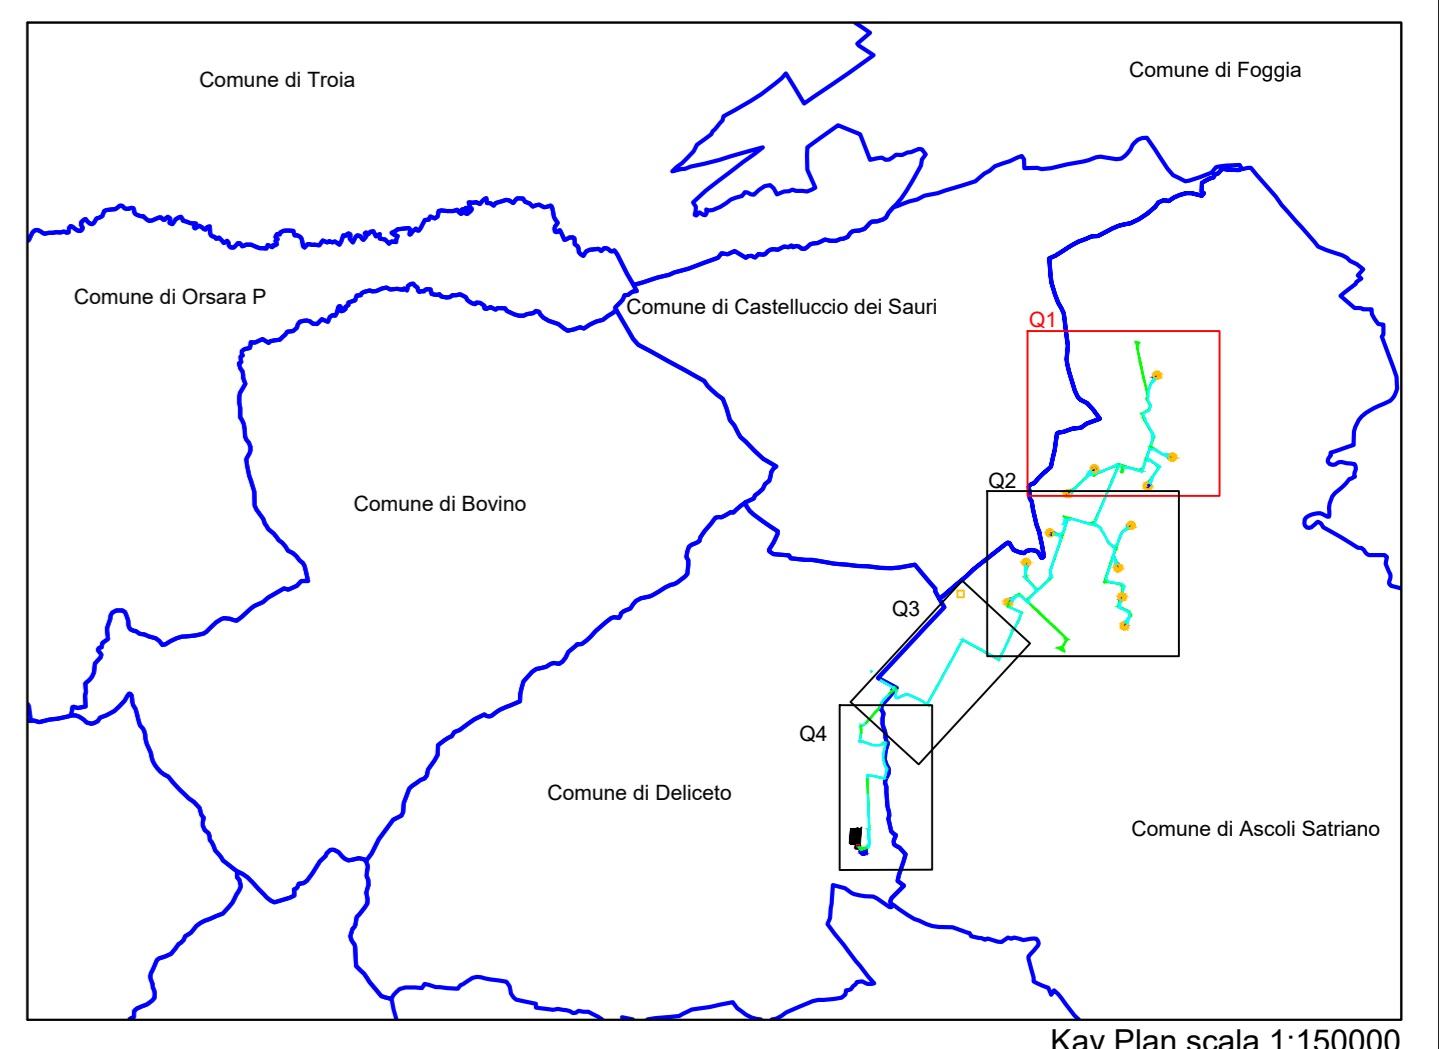 Comune di Troia
Comune di Foggia
Comune di Orsara P
Comune di Castelluccio dei Sauri
Q1
Q2
Comune di Bovino
Q3
Q4
Comune di Deliceto
Comune di Ascoli Satriano
Kay Plan scala 1:150000